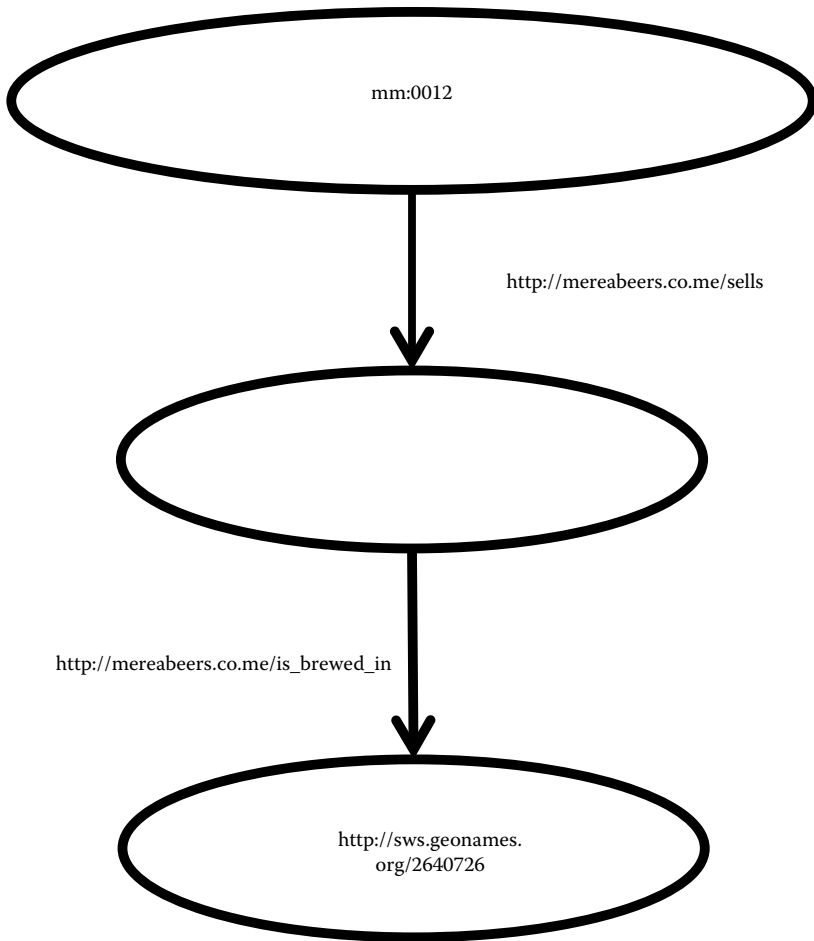 mm:0012
http://mereabeers.co.me/sells
http://mereabeers.co.me/is_brewed_in
http://sws.geonames.
org/2640726